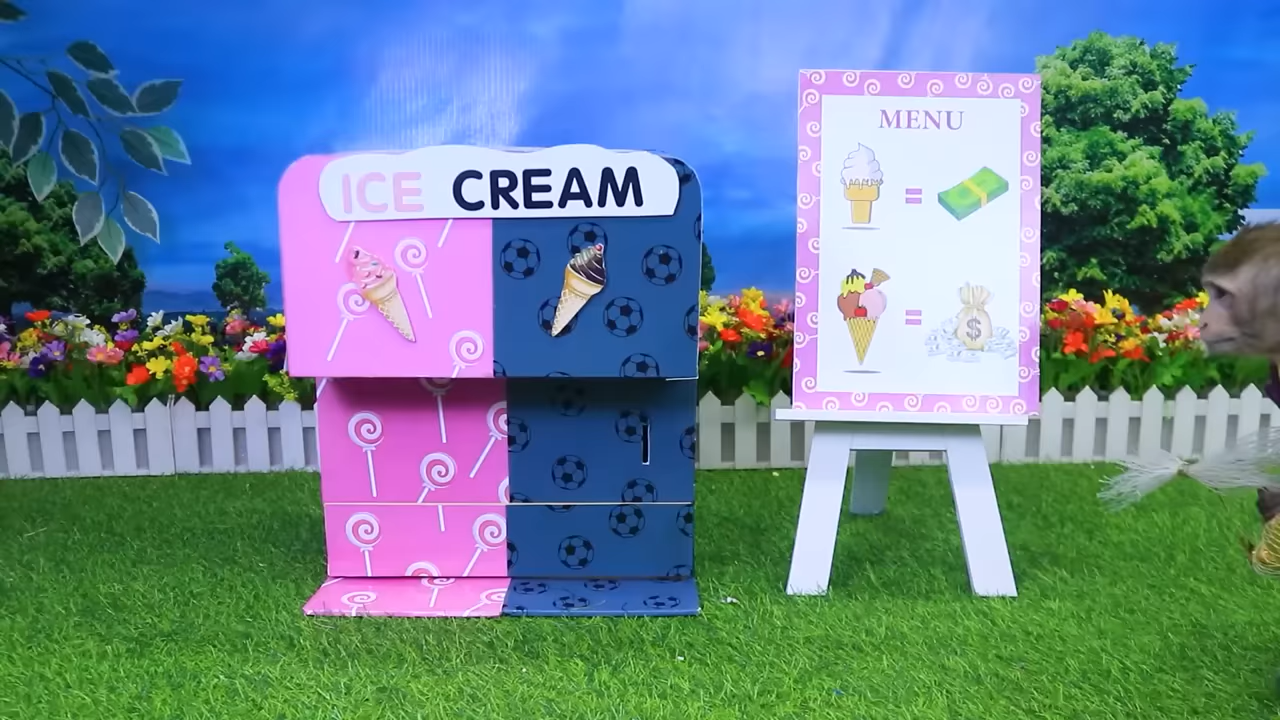 ICE CREAM
MENU
=
$
=